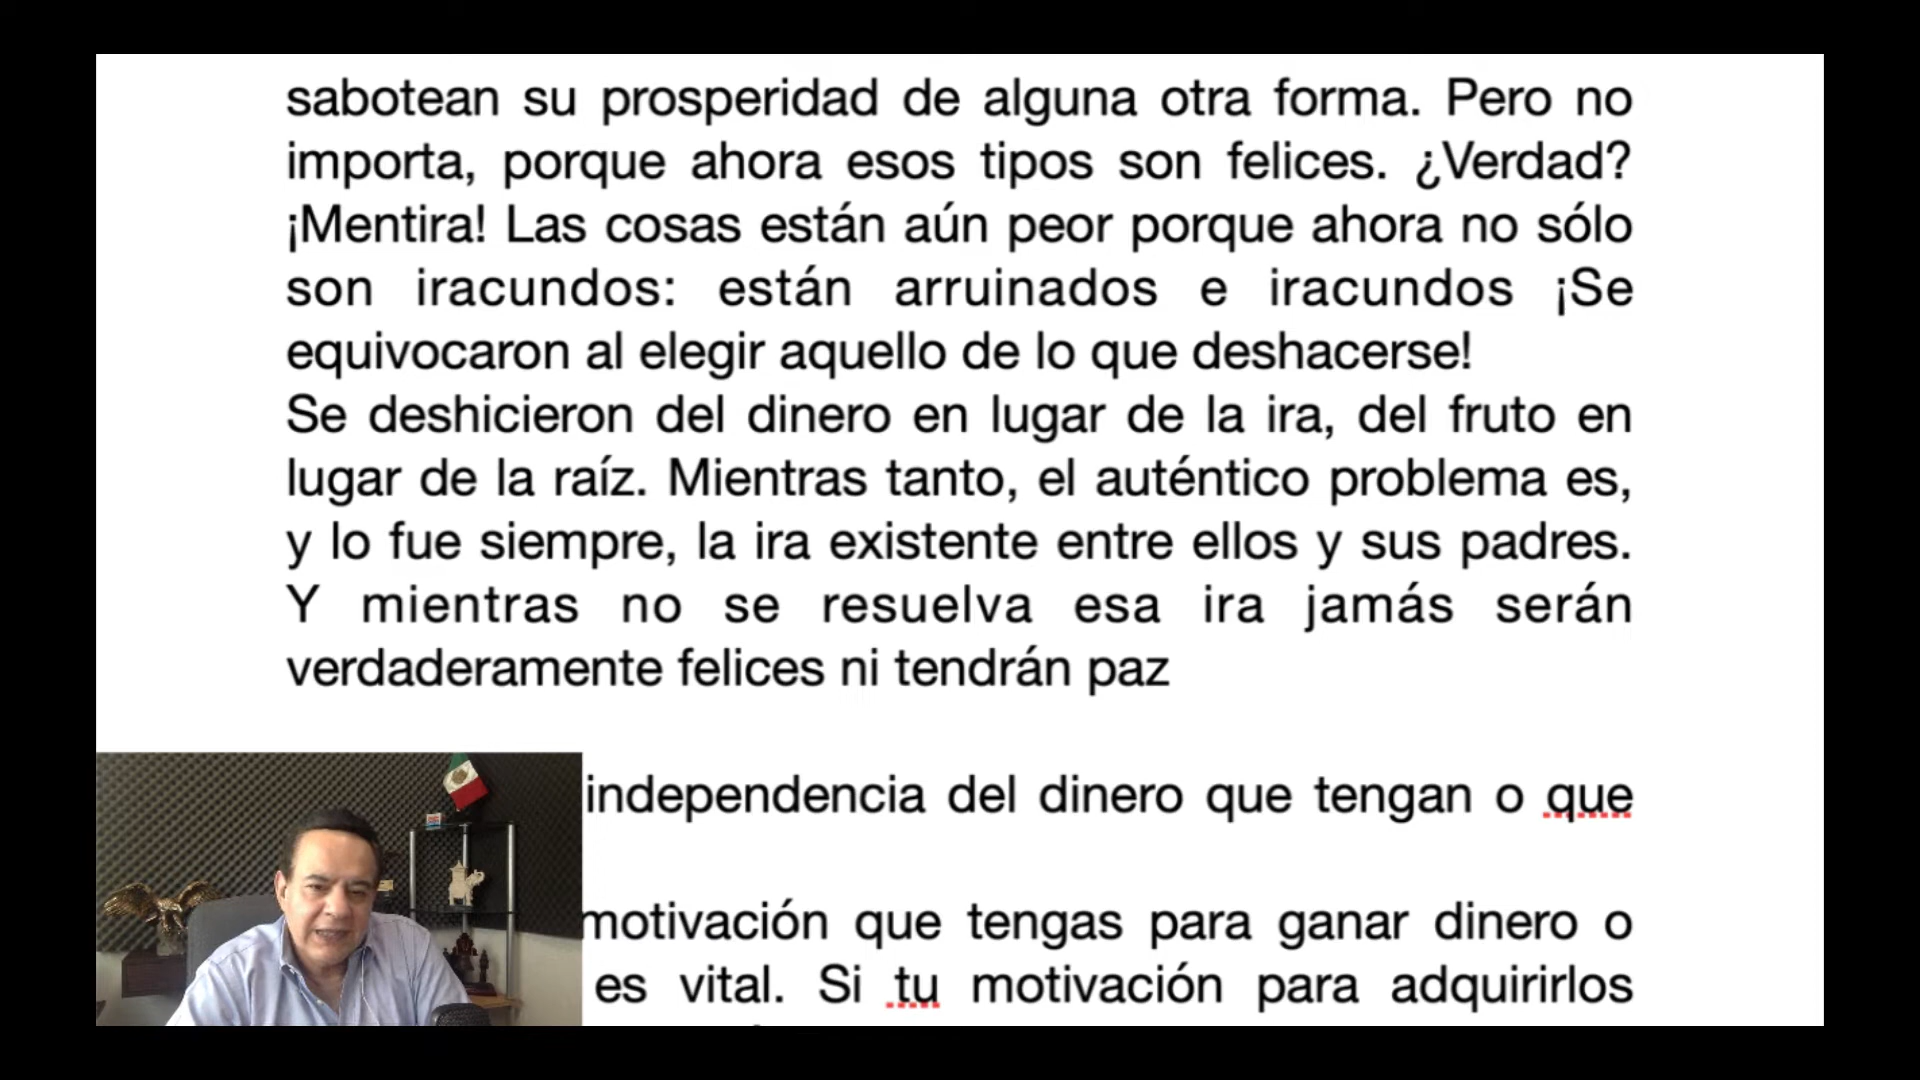 sabotean su prosperidad de alguna otra forma. Pero no
importa, porque ahora esos tipos son felices. ¿Verdad?
¡Mentira! Las cosas están aún peor porque ahora no sólo
son iracundos: están arruinados e iracundos ¡Se
equivocaron al elegir aquello de lo que deshacerse!
Se deshicieron del dinero en lugar de la ira, del fruto en
lugar de la raíz. Mientras tanto, el auténtico problema es,
y lo fue siempre, la ira existente entre ellos y sus padres.
Y mientras no se resuelva esa ira jamás serán
verdaderamente felices ni tendrán paz
independencia del dinero que tengan o que
motivación que tengas para ganar dinero o
es vital. Si tu motivación para adquirirlos